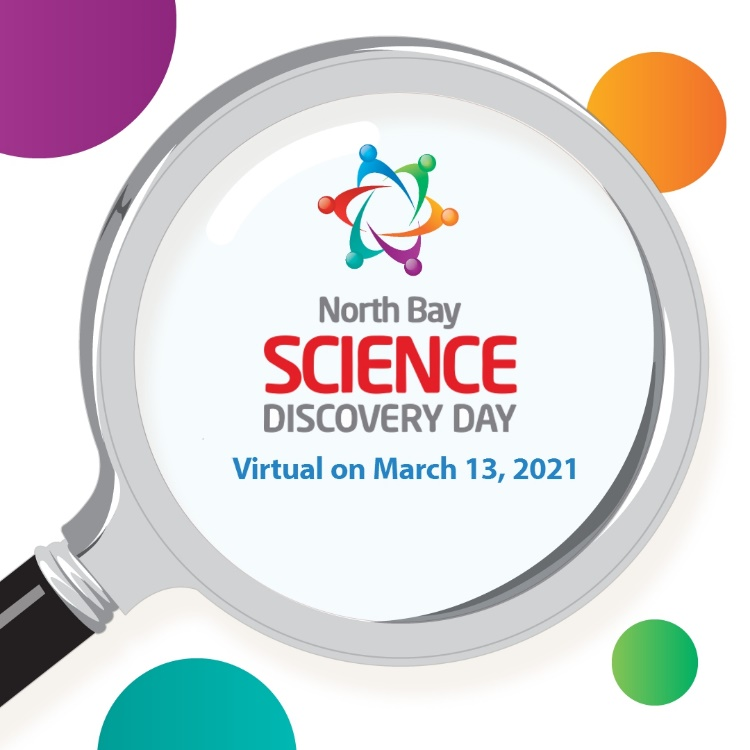 North Bay
SCIENCE
DISCOVERY DAY
Virtual on March 13, 2021